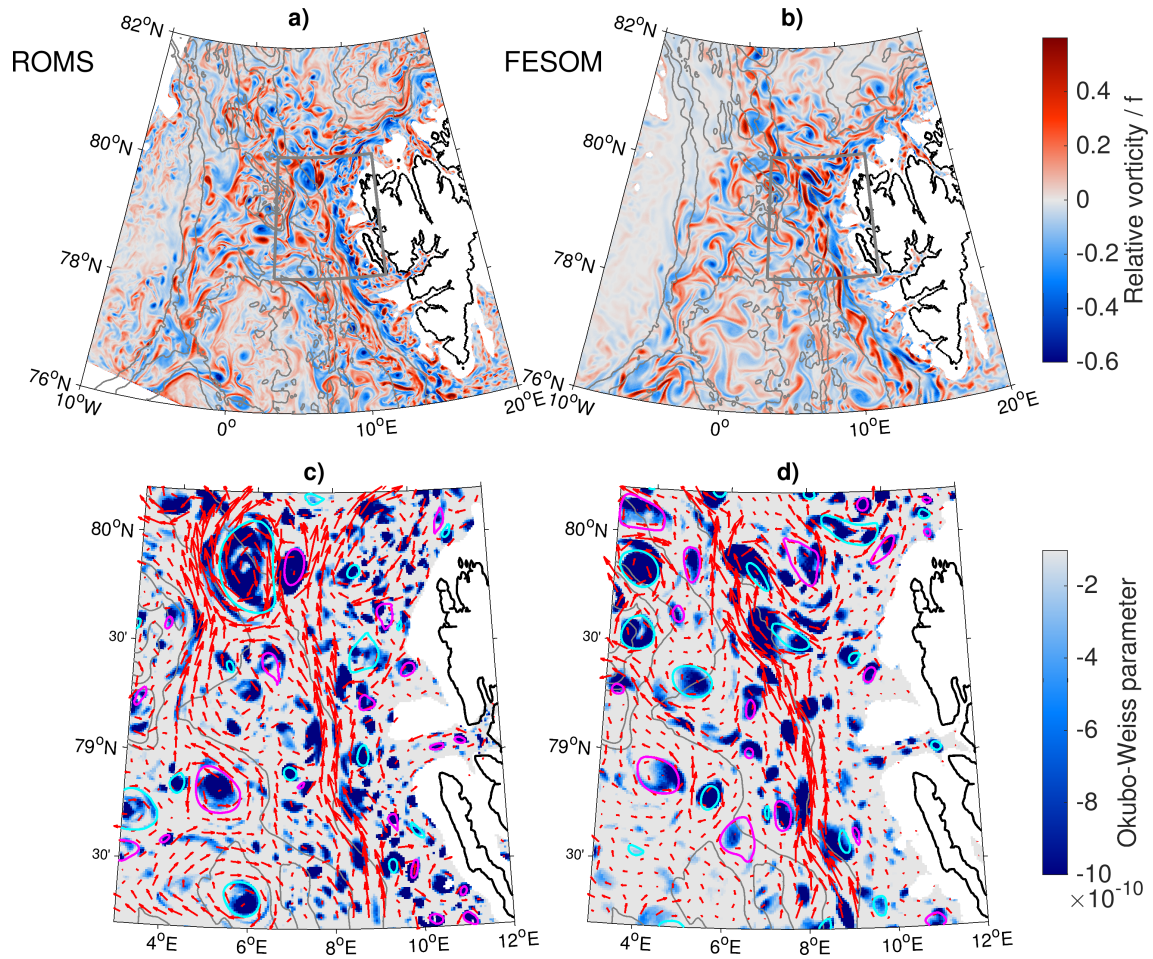 a)
b)
ROMS
FESOM
82°N
80°N
78°N
76°N
10°W
0°
10°E
20°E
82°N
80°N
78°N
76°N
10°W
0°
10°E
20°E
0.4
0.2
0
-0.2
-0.4
-0.6
Relative vorticity / f
c)
d)
80°N
30'
79°N
30'
4°E
6°E
8°E
10°E
12°E
80°N
30'
79°N
30'
4°E
6°E
8°E
10°E
12°E
-2
-4
-6
-8
-10
×10⁻¹⁰
Okubo-Weiss parameter